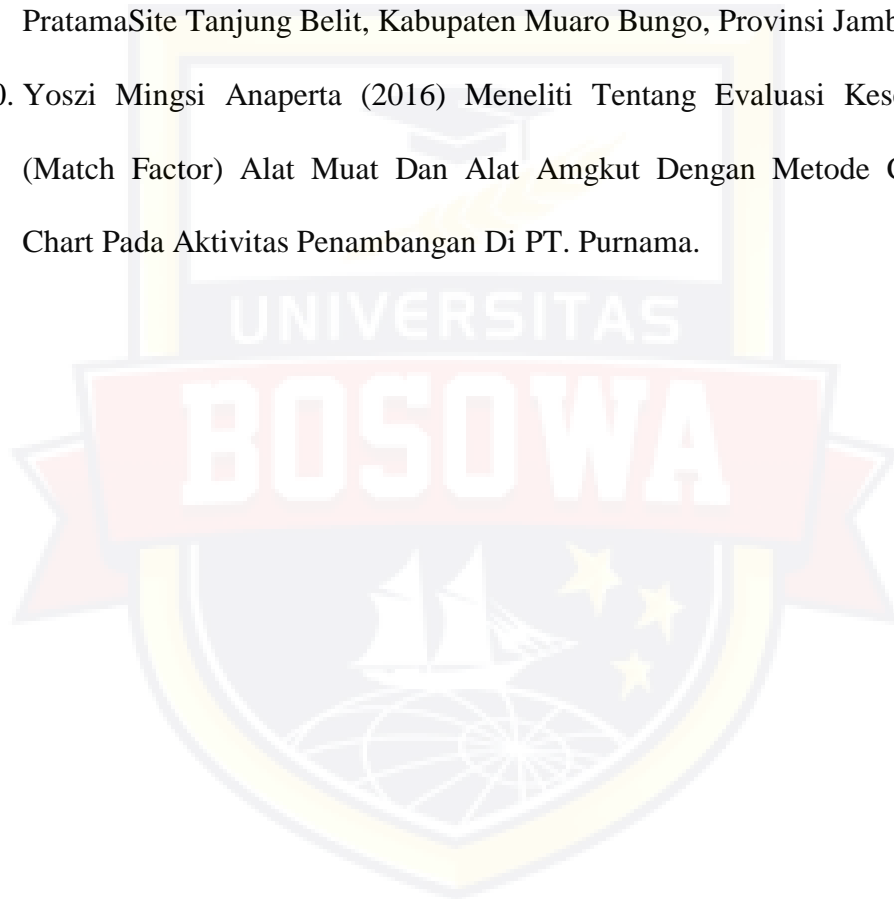 PratamaSite Tanjung Belit, Kabupaten Muaro Bungo, Provinsi Jamb
0. Yoszi Mingsi Anaperta (2016) Meneliti Tentang Evaluasi Kes
(Match Factor) Alat Muat Dan Alat Amgkut Dengan Metode
Chart Pada Aktivitas Penambangan Di PT. Purnama.
UNIVERSITAS
BOSOWA